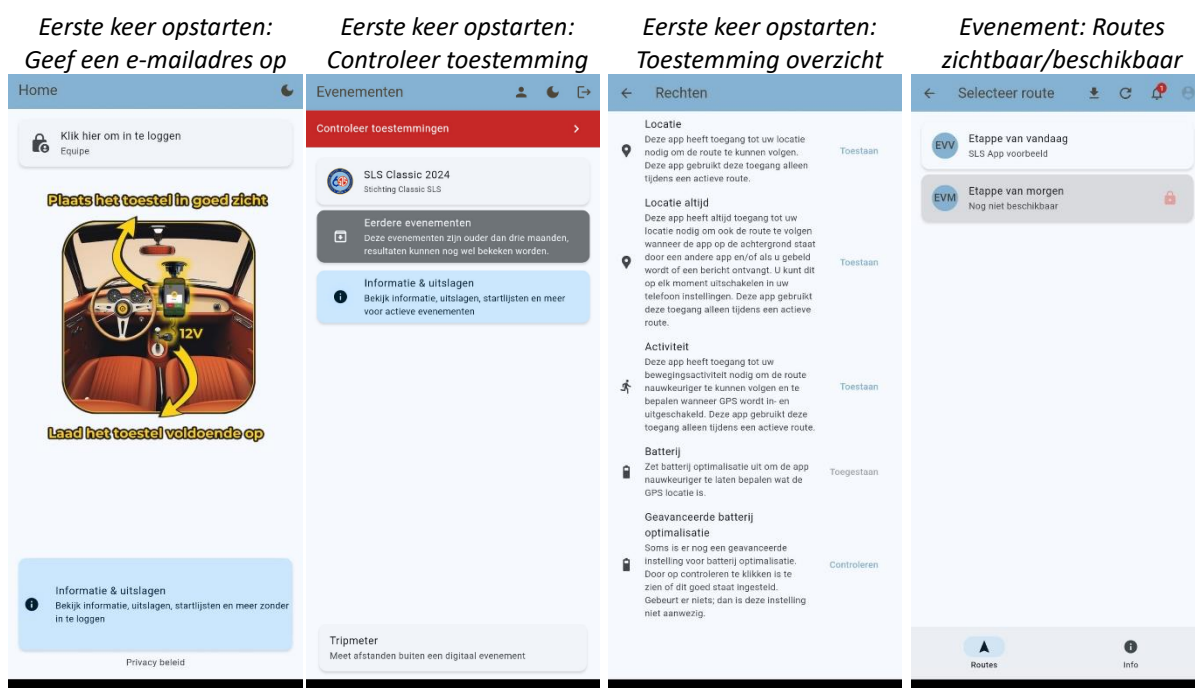 Eerste keer opstarten:
Geef een e-mailadres op
Home
Klik hier om in te loggen
Equipe
Plaats het toestel in goed zicht
12V
Laad het toestel voldoende op
Informatie & uitslagen
Bekijk informatie, uitslagen, startlijsten en meer zonder
in te loggen
Privacy beleid
Eerste keer opstarten:
Controleer toestemming
Evenementen
Controleer toestemmingen
SLS Classic 2024
Stichting Classic SLS
Eerdere evenementen
Deze evenementen zijn ouder dan drie maanden,
resultaten kunnen nog wel bekeken worden.
Informatie & uitslagen
Bekijk informatie, uitslagen, startlijsten en meer
voor actieve evenementen
Tripmeter
Meet afstanden buiten een digitaal evenement
Eerste keer opstarten:
Toestemming overzicht
Rechten
Locatie
Deze app heeft toegang tot uw locatie
nodig om de route te kunnen volgen.
Deze app gebruikt deze toegang alleen
tijdens een actieve route.
Toestaan
Locatie altijd
Deze app heeft altijd toegang tot uw
locatie nodig om ook de route te volgen
wanneer de app op de achtergrond staat
door een andere app en/of als u gebeld
wordt of een bericht ontvangt. U kunt dit
op elk moment uitschakelen in uw
telefoon instellingen. Deze app gebruikt
deze toegang alleen tijdens een actieve
route.
Toestaan
Activiteit
Deze app heeft toegang tot uw
bewegingsactiviteit nodig om de route
nauwkeuriger te kunnen volgen en te
bepalen wanneer GPS wordt in- en
uitgeschakeld. Deze app gebruikt deze
toegang alleen tijdens een actieve route.
Toestaan
Batterij
Zet batterij optimalisatie uit om de app
nauwkeuriger te laten bepalen wat de
GPS locatie is.
Toegestaan
Geavanceerde batterij
optimalisatie
Soms is er nog een geavanceerde
instelling voor batterij optimalisatie.
Door op controleren te klikken is te
zien of dit goed staat ingesteld.
Gebeurt er niets; dan is deze instelling
niet aanwezig.
Controleren
Evenement: Routes
zichtbaar/beschikbaar
Selecteer route
1
EVV
Etappe van vandaag
SLS App voorbeeld
EVM
Etappe van morgen
Nog niet beschikbaar
Routes
Info